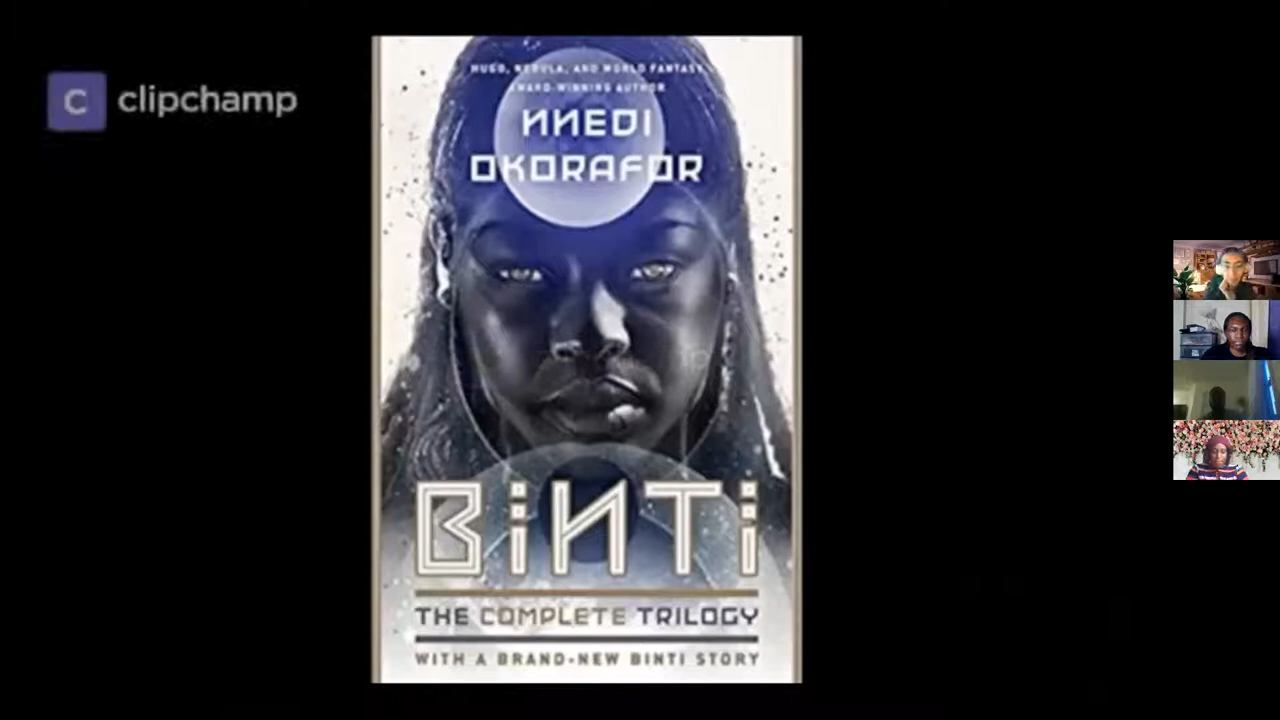 C clipchamp
HUGO, NEBULA, AND WORLD FANTASY
AWARD-WINNING AUTHOR
NNEDI
OKORAFOR
BiNTi
THE COMPLETE TRILOGY
WITH A BRAND-NEW BINTI STORY